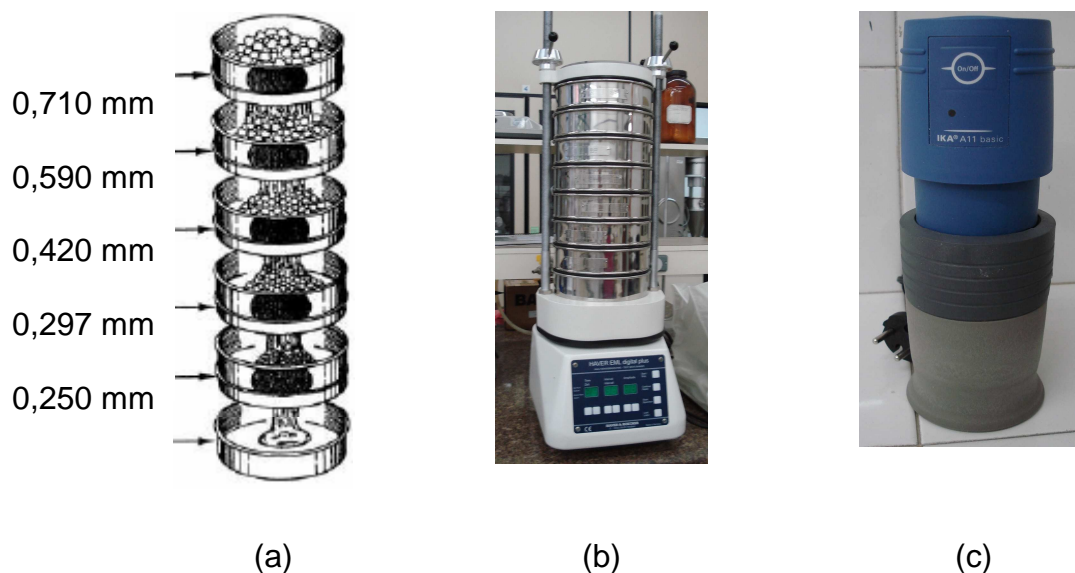 0,710 mm
0,590 mm
0,420 mm
0,297 mm
0,250 mm
HAVER EML digital plus
On/Off
IKA® A11 basic
(a)
(b)
(c)